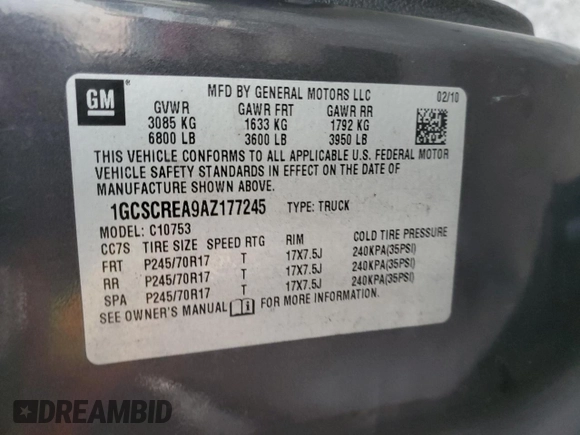 GM
MFD BY GENERAL MOTORS LLC
02/10
GVWR GAWR FRT GAWR RR
3085 KG 1633 KG 1792 KG
6800 LB 3600 LB 3950 LB
THIS VEHICLE CONFORMS TO ALL APPLICABLE U.S. FEDERAL MOTOR
VEHICLE SAFETY STANDARDS IN EFFECT ON THE DATE OF
MANUFACTURE SHOWN ABOVE.
1GCSCREA9AZ177245 TYPE: TRUCK
MODEL: C10753
CC7S TIRE SIZE SPEED RTG RIM COLD TIRE PRESSURE
FRT P245/70R17 T 17X7.5J 240KPA(35PSI)
RR P245/70R17 T 17X7.5J 240KPA(35PSI)
SPA P245/70R17 T 17X7.5J 240KPA(35PSI)
SEE OWNER'S MANUAL FOR MORE INFORMATION.
DREAMBID